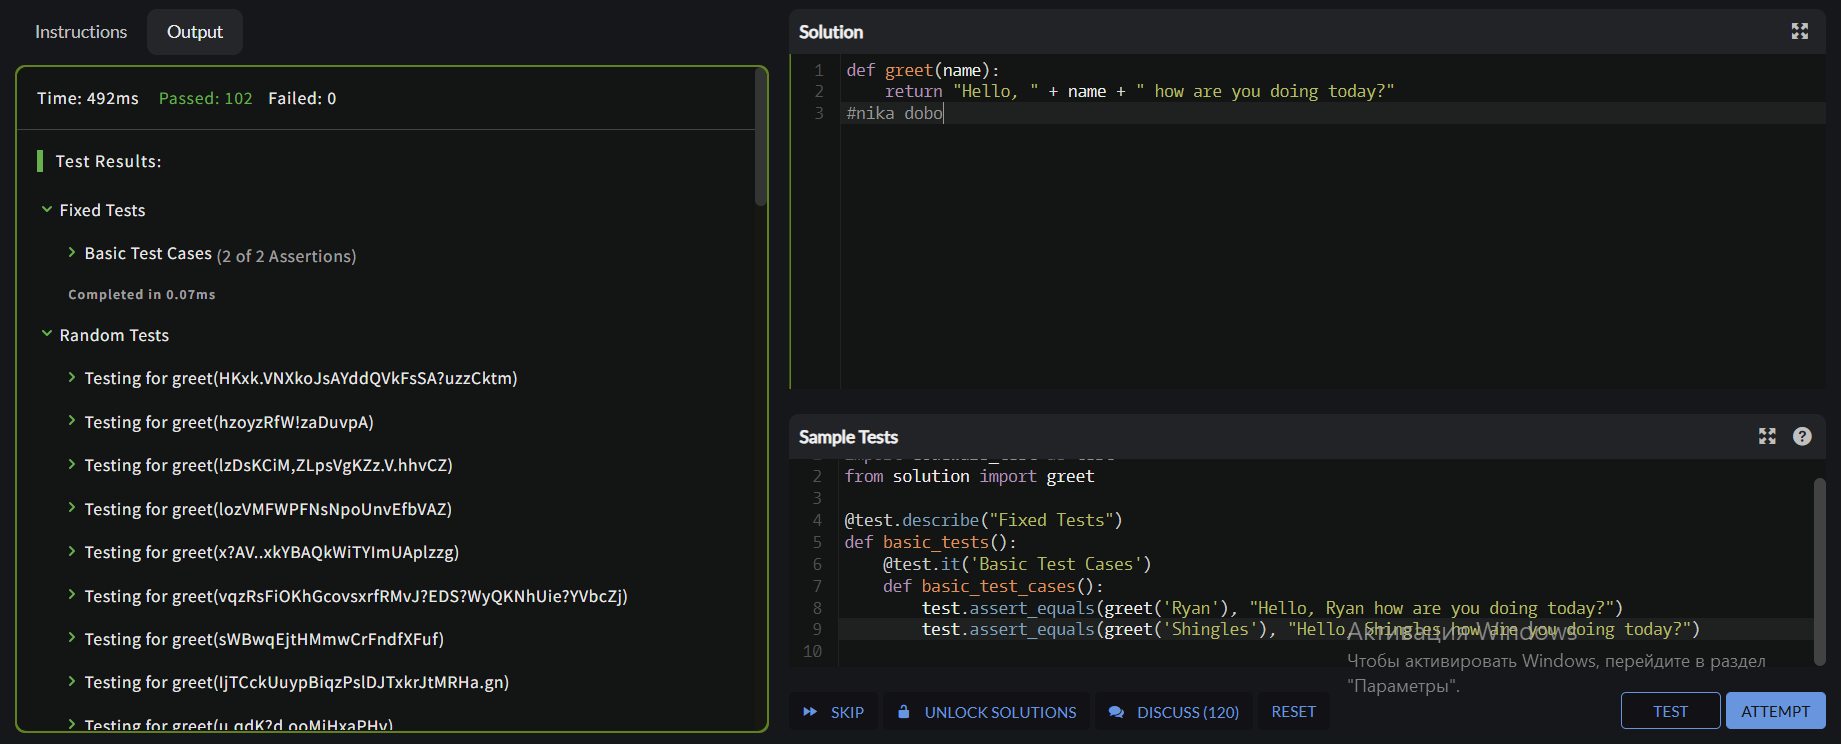 Instructions
Output
Time: 492ms Passed: 102 Failed: 0
Test Results:
Fixed Tests
Basic Test Cases (2 of 2 Assertions)
Completed in 0.07ms
Random Tests
Testing for greet(HKxk.VNXkoJsAYddQVkFsSA?uzzCktm)
Testing for greet(hzoyzRfW!zaDuvpA)
Testing for greet(lzDsKCiM,ZLpsVgKZz.V.hhvCZ)
Testing for greet(lozVMFWPFNsNpoUnvEfbVAZ)
Testing for greet(x?AV..xkYBAQkWiTYImUAplzzg)
Testing for greet(vqzRsFiOKhGcovsxrfRMvJ?EDS?WyQKNhUie?YVbcZj)
Testing for greet(sWBwqEjtHMmwCrFndfXFuf)
Testing for greet(IjTCckUuypBiqzPslDJTxkrJtMRHa.gn)
Testing for
Solution
1 def greet(name):
2 return "Hello, " + name + " how are you doing today?"
3 #nika dobo
Sample Tests
2 from solution import greet
3
4 @test.describe("Fixed Tests")
5 def basic_tests():
6 @test.it('Basic Test Cases')
7 def basic_test_cases():
8 test.assert_equals(greet('Ryan'), "Hello, Ryan how are you doing today?")
9 test.assert_equals(greet('Shingles'), "Hello, Shingles how are you doing today?")
10
Активация Windows
Чтобы активировать Windows, перейдите в раздел
"Параметры".
SKIP
UNLOCK SOLUTIONS
DISCUSS (120)
RESET
TEST
ATTEMPT